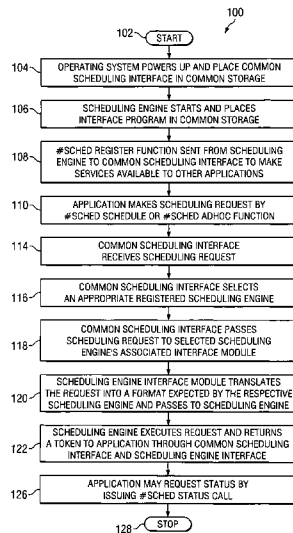 100
102
START
104
OPERATING SYSTEM POWERS UP AND PLACE COMMON
SCHEDULING INTERFACE IN COMMON STORAGE
106
SCHEDULING ENGINE STARTS AND PLACES
INTERFACE PROGRAM IN COMMON STORAGE
108
#SCHED REGISTER FUNCTION SENT FROM SCHEDULING
ENGINE TO COMMON SCHEDULING INTERFACE TO MAKE
SERVICES AVAILABLE TO OTHER APPLICATIONS
110
APPLICATION MAKES SCHEDULING REQUEST BY
#SCHED SCHEDULE OR #SCHED ADHOC FUNCTION
114
COMMON SCHEDULING INTERFACE
RECEIVES SCHEDULING REQUEST
116
COMMON SCHEDULING INTERFACE SELECTS
AN APPROPRIATE REGISTERED SCHEDULING ENGINE
118
COMMON SCHEDULING INTERFACE PASSES
SCHEDULING REQUEST TO SELECTED SCHEDULING
ENGINE'S ASSOCIATED INTERFACE MODULE
120
SCHEDULING ENGINE INTERFACE MODULE TRANSLATES
THE REQUEST INTO A FORMAT EXPECTED BY THE RESPECTIVE
SCHEDULING ENGINE AND PASSES TO SCHEDULING ENGINE
122
SCHEDULING ENGINE EXECUTES REQUEST AND RETURNS
A TOKEN TO APPLICATION THROUGH COMMON SCHEDULING
INTERFACE AND SCHEDULING ENGINE INTERFACE
126
APPLICATION MAY REQUEST STATUS BY
ISSUING #SCHED STATUS CALL
128
STOP